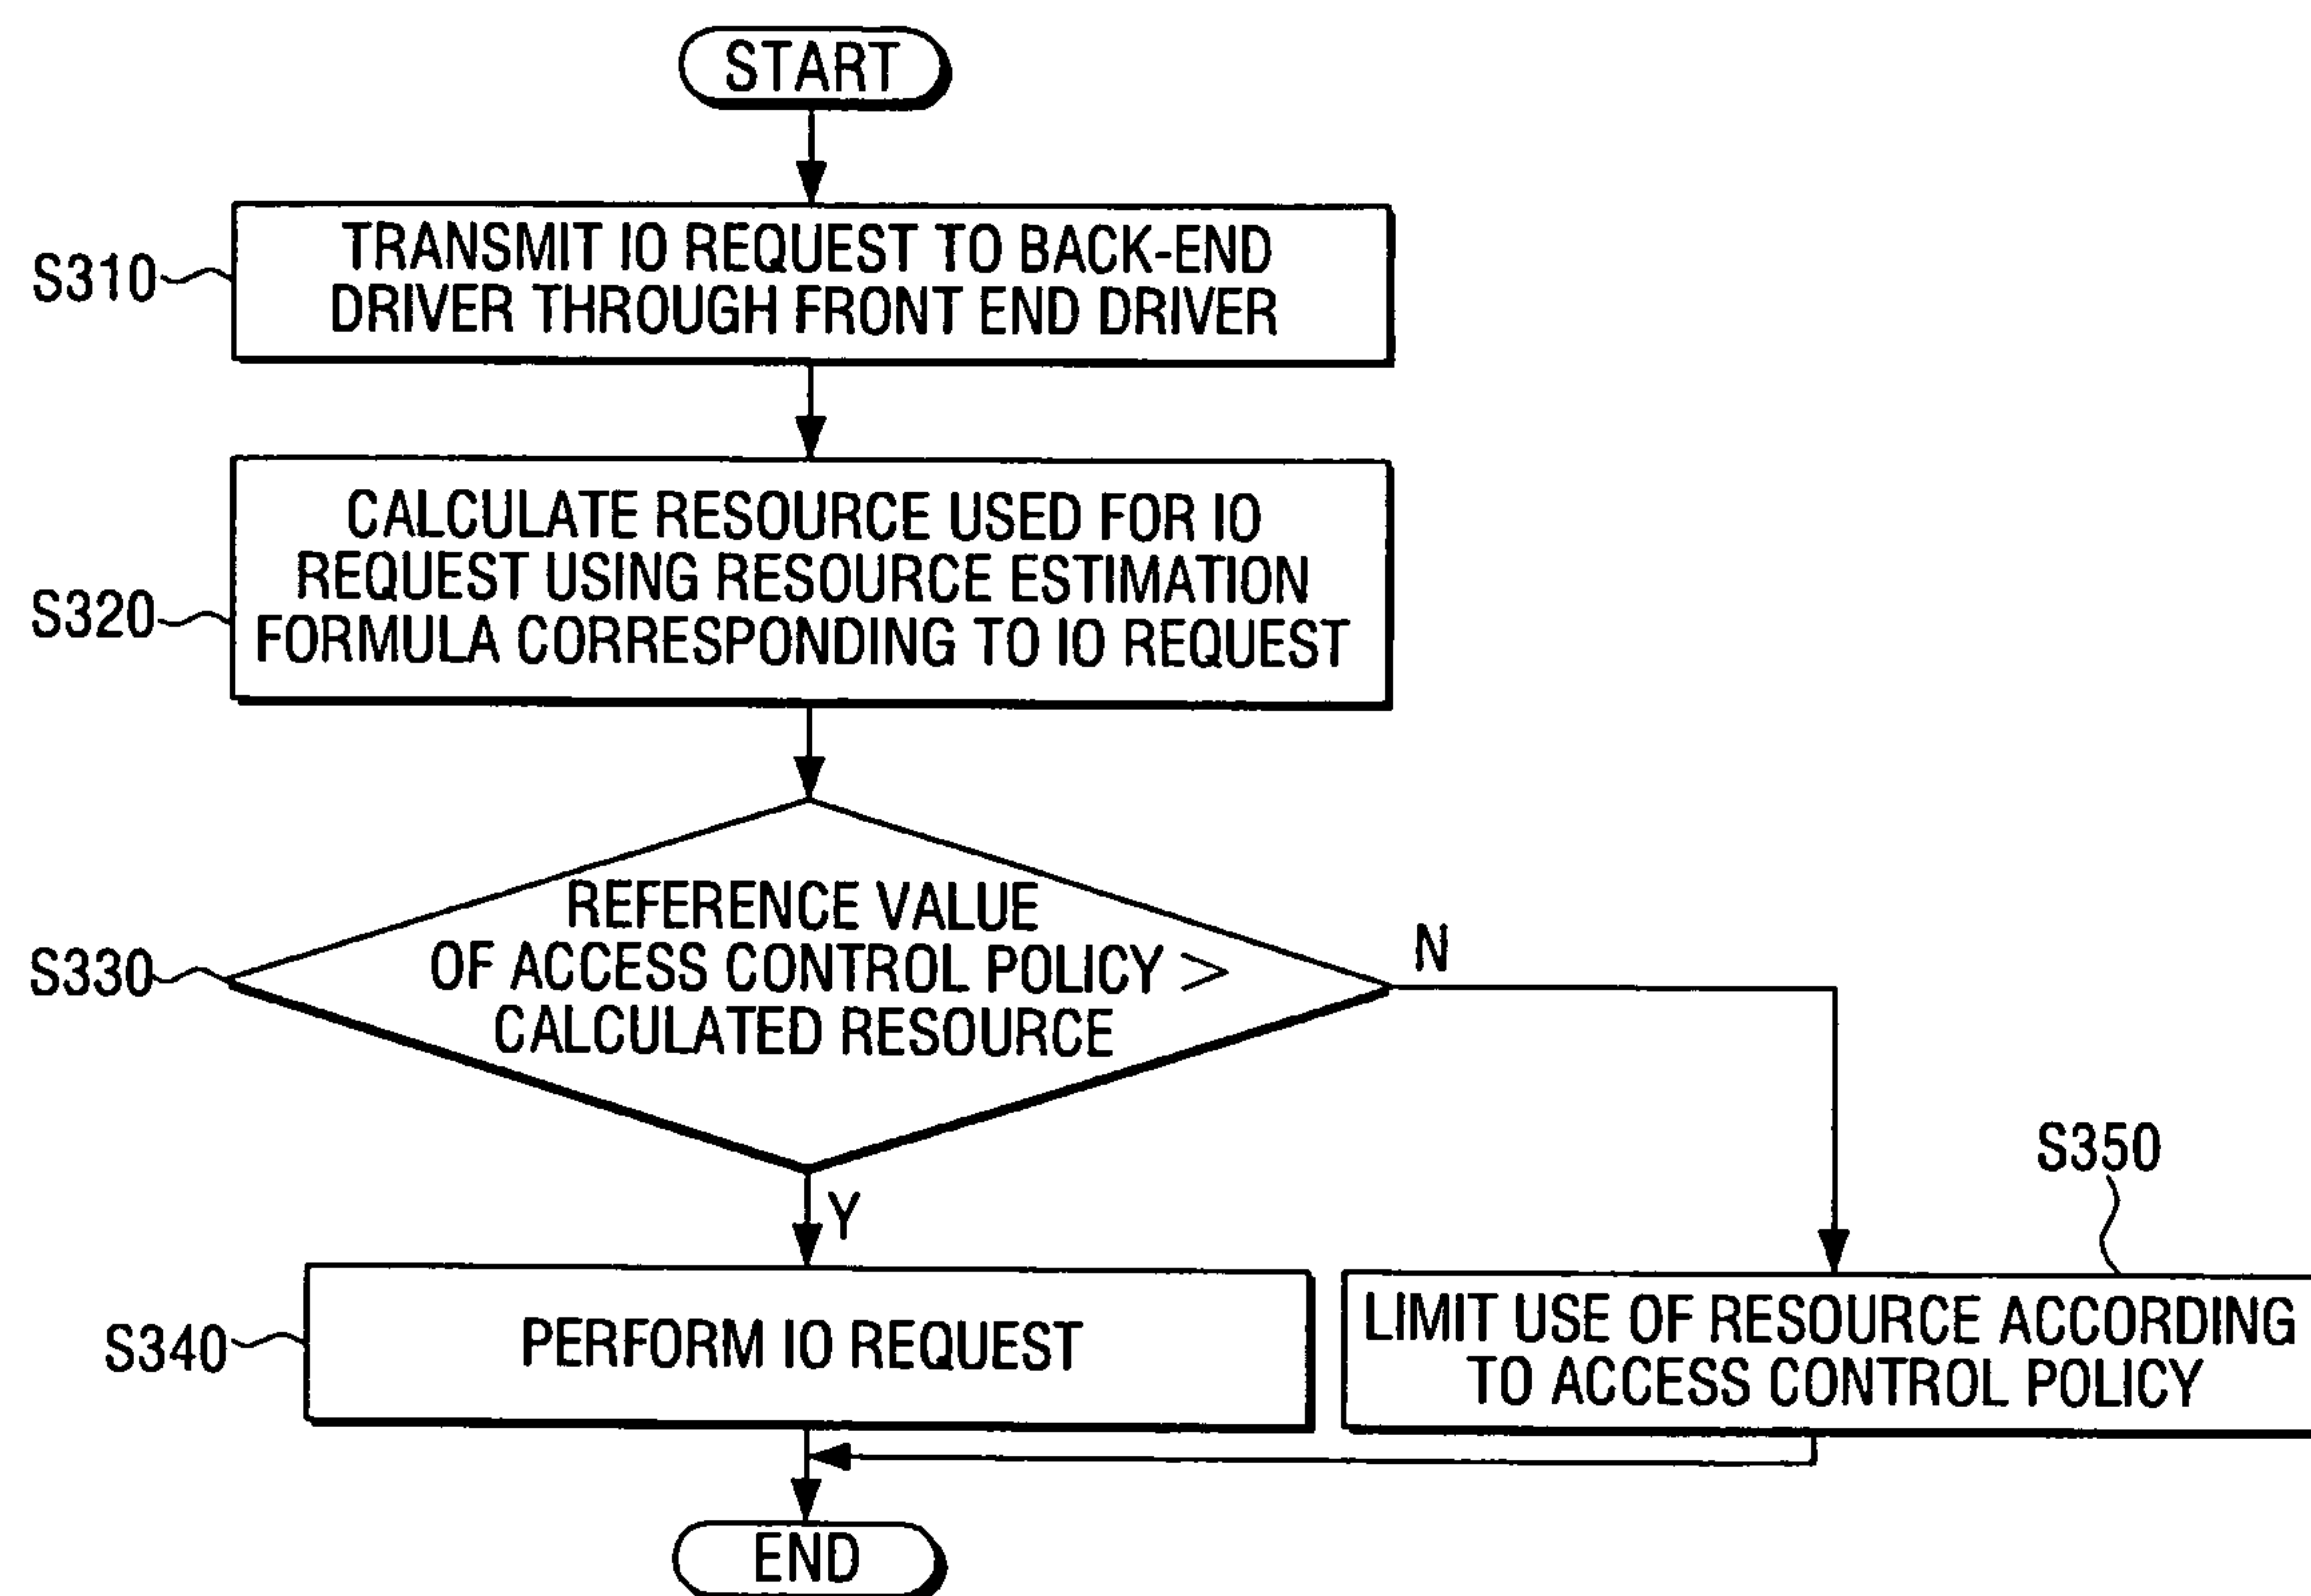 START
S310
TRANSMIT IO REQUEST TO BACK-END
DRIVER THROUGH FRONT END DRIVER
S320
CALCULATE RESOURCE USED FOR IO
REQUEST USING RESOURCE ESTIMATION
FORMULA CORRESPONDING TO IO REQUEST
S330
REFERENCE VALUE
OF ACCESS CONTROL POLICY >
CALCULATED RESOURCE
N
Y
S340
PERFORM IO REQUEST
S350
LIMIT USE OF RESOURCE ACCORDING
TO ACCESS CONTROL POLICY
END